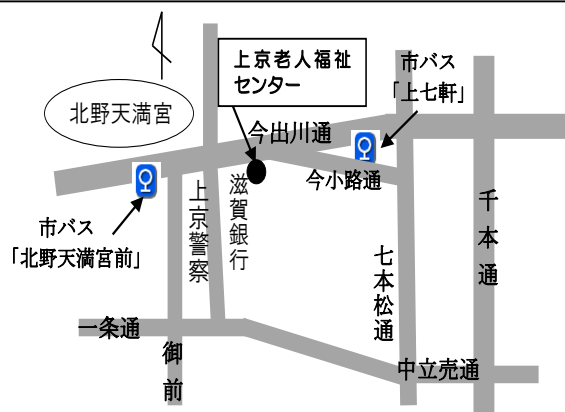 上京老人福祉
センター
市バス
「上七軒」
北野天満宮
今出川通
今小路通
市バス
「北野天満宮前」
上京警察
滋賀銀行
千本通
七本松通
一条通
御前
中立売通